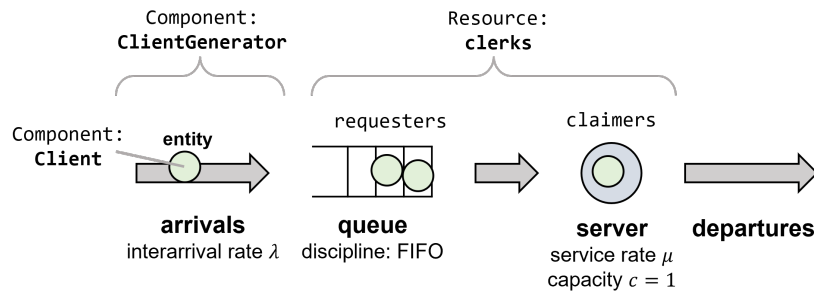 Component:
ClientGenerator
Resource:
clerks
Component:
Client
entity
requesters
claimers
arrivals
interarrival rate λ
queue
discipline: FIFO
server
service rate μ
capacity c = 1
departures